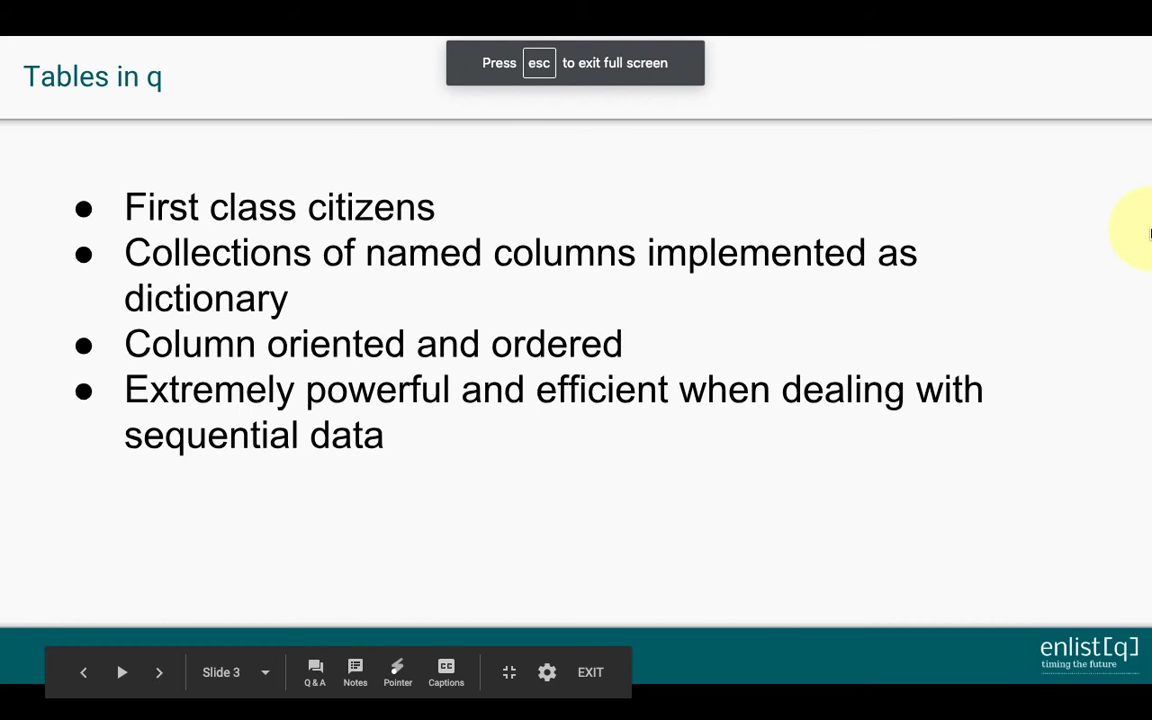 Press esc to exit full screen
Tables in q
● First class citizens
● Collections of named columns implemented as
dictionary
● Column oriented and ordered
● Extremely powerful and efficient when dealing with
sequential data
enlist[q]
timing the future
Slide 3
Q & A
Notes
Pointer
CC
Captions
EXIT